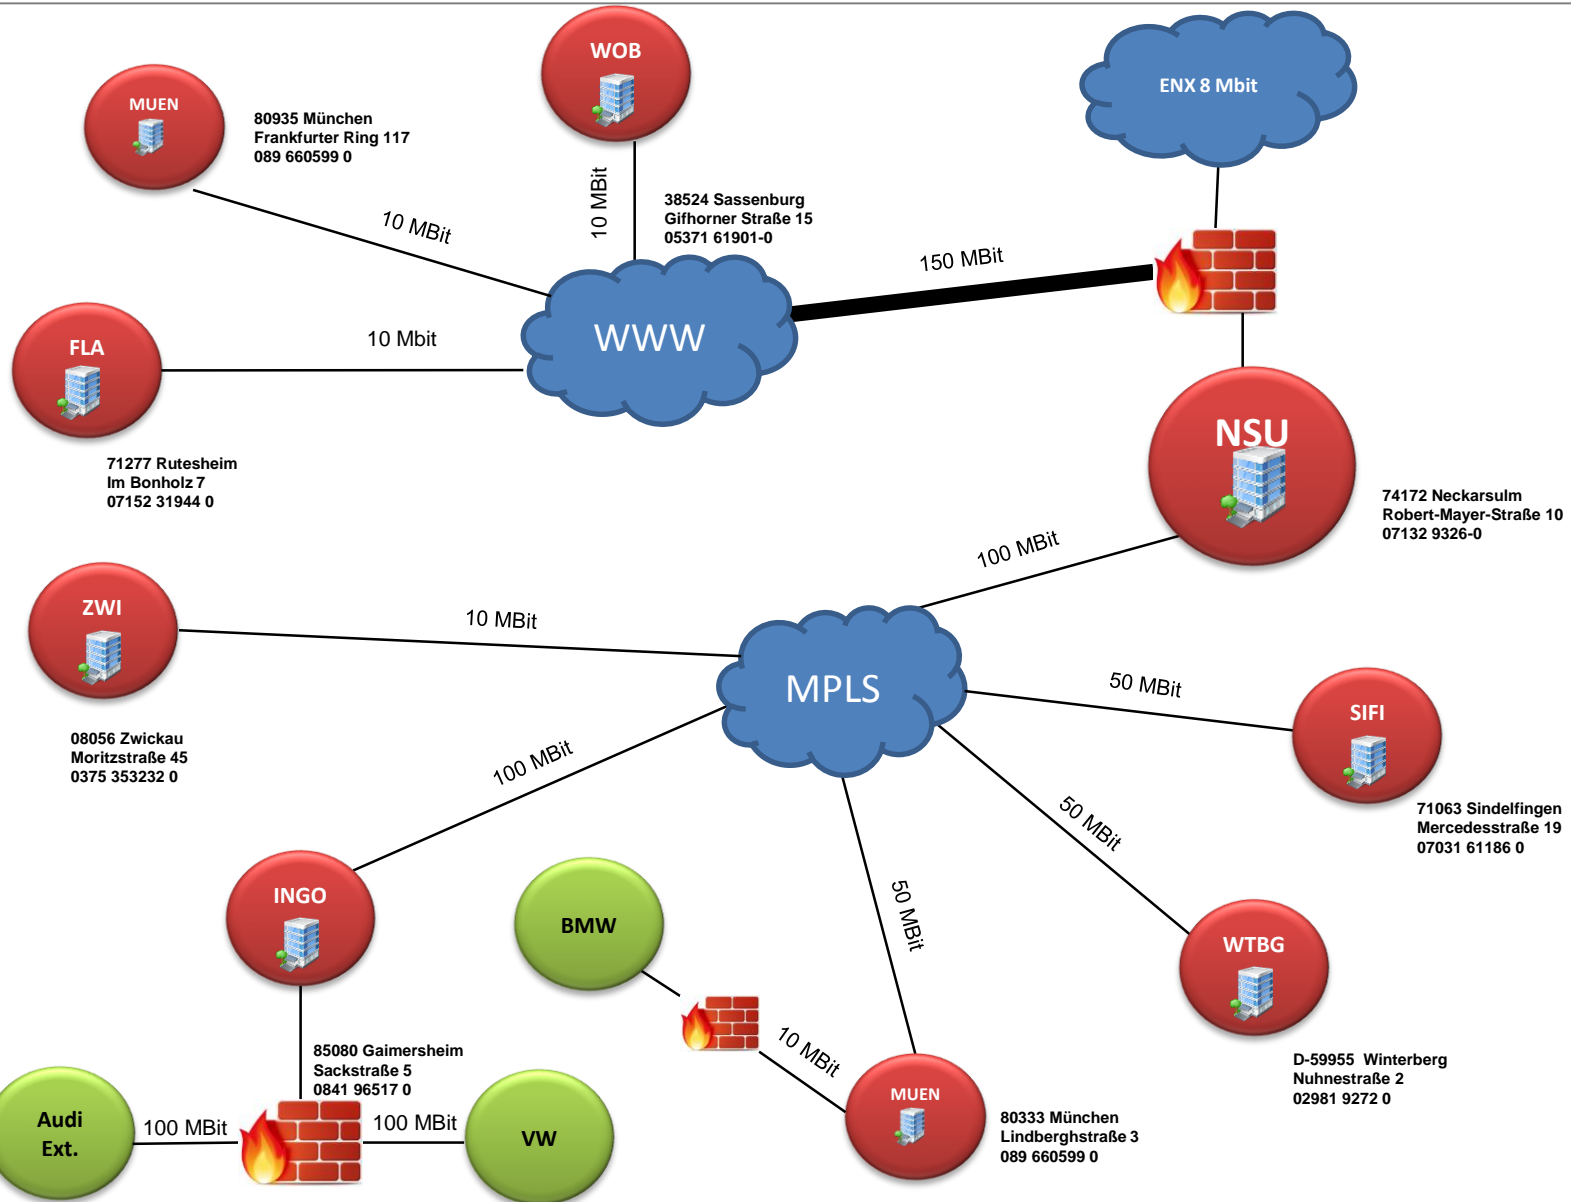 WOB
ENX 8 Mbit
MUEN
80935 München
Frankfurter Ring 117
089 660599 0
10 MBit
38524 Sassenburg
Gifhorner Straße 15
05371 61901-0
10 MBit
150 MBit
WWW
FLA
10 Mbit
71277 Rutesheim
Im Bonholz 7
07152 31944 0
NSU
74172 Neckarsulm
Robert-Mayer-Straße 10
07132 9326-0
100 MBit
ZWI
10 MBit
MPLS
50 MBit
SIFI
08056 Zwickau
Moritzstraße 45
0375 353232 0
100 MBit
71063 Sindelfingen
Mercedesstraße 19
07031 61186 0
50 MBit
INGO
BMW
50 MBit
WTBG
85080 Gaimersheim
Sackstraße 5
0841 96517 0
10 MBit
D-59955  Winterberg
Nuhnestraße 2
02981 9272 0
Audi
Ext.
100 MBit
100 MBit
VW
MUEN
80333 München
Lindberghstraße 3
089 660599 0